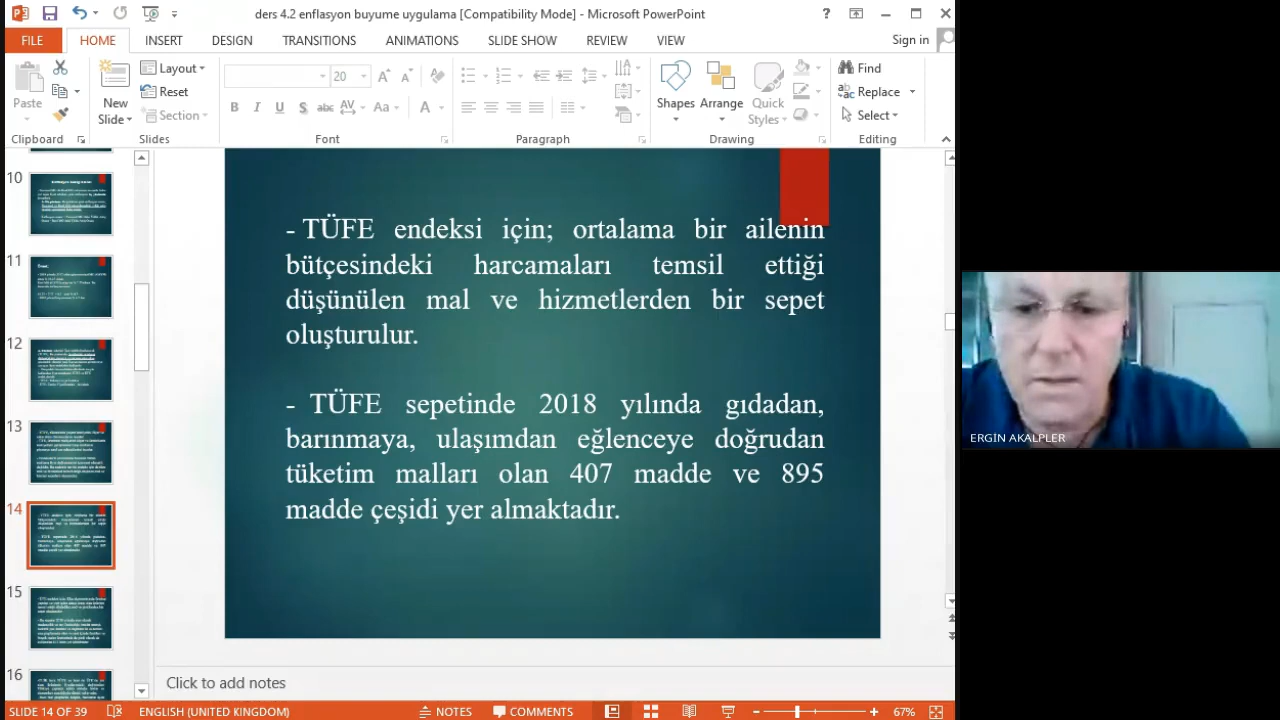 ders 4.2 enflasyon buyume uygulama [Compatibility Mode] - Microsoft PowerPoint
FILE HOME INSERT DESIGN TRANSITIONS ANIMATIONS SLIDE SHOW REVIEW VIEW Sign in
Paste
New Slide
Layout
Reset
Section
20
B I U S abc AV Aa A
Shapes
Arrange
Quick Styles
Find
Replace
Select
Clipboard Slides Font Paragraph Drawing Editing
10
11
12
13
14
15
16
- TÜFE endeksi için; ortalama bir ailenin
bütçesindeki harcamaları temsil ettiği
düşünülen mal ve hizmetlerden bir sepet
oluşturulur.
- TÜFE sepetinde 2018 yılında gıdadan,
barınmaya, ulaşımdan eğlenceye doğrudan
tüketim malları olan 407 madde ve 895
madde çeşidi yer almaktadır.
ERGİN AKALPLER
Click to add notes
SLIDE 14 OF 39 ENGLISH (UNITED KINGDOM) NOTES COMMENTS 67%